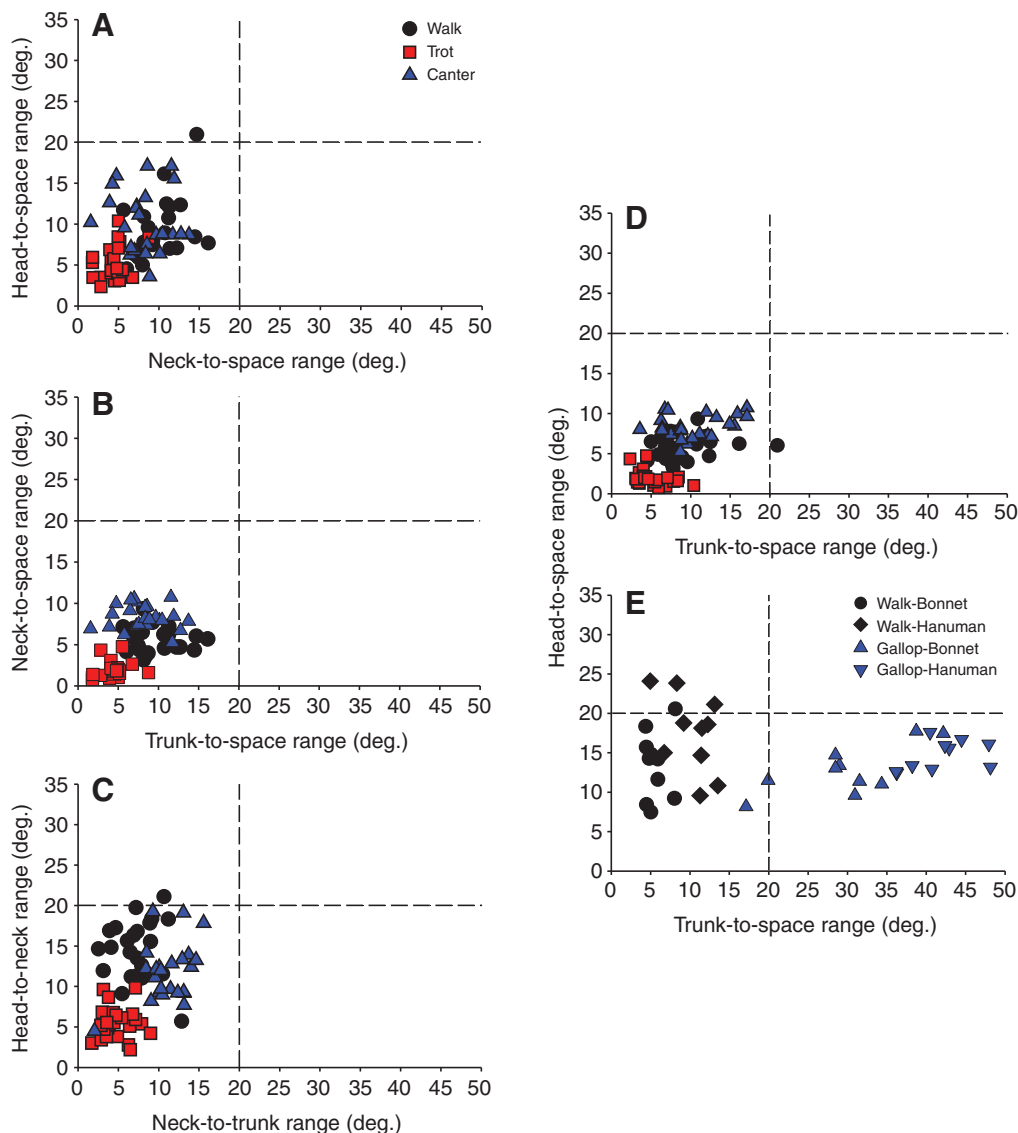 A
Walk
Trot
Canter
35
30
25
20
15
10
5
0
Head-to-space range (deg.)
0 5 10 15 20 25 30 35 40 45 50
Neck-to-space range (deg.)
B
35
30
25
20
15
10
5
0
Neck-to-space range (deg.)
0 5 10 15 20 25 30 35 40 45 50
Trunk-to-space range (deg.)
C
35
30
25
20
15
10
5
0
Head-to-neck range (deg.)
0 5 10 15 20 25 30 35 40 45 50
Neck-to-trunk range (deg.)
D
35
30
25
20
15
10
5
0
0 5 10 15 20 25 30 35 40 45 50
Trunk-to-space range (deg.)
Head-to-space range (deg.)
E
Walk-Bonnet
Walk-Hanuman
Gallop-Bonnet
Gallop-Hanuman
35
30
25
20
15
10
5
0
0 5 10 15 20 25 30 35 40 45 50
Trunk-to-space range (deg.)